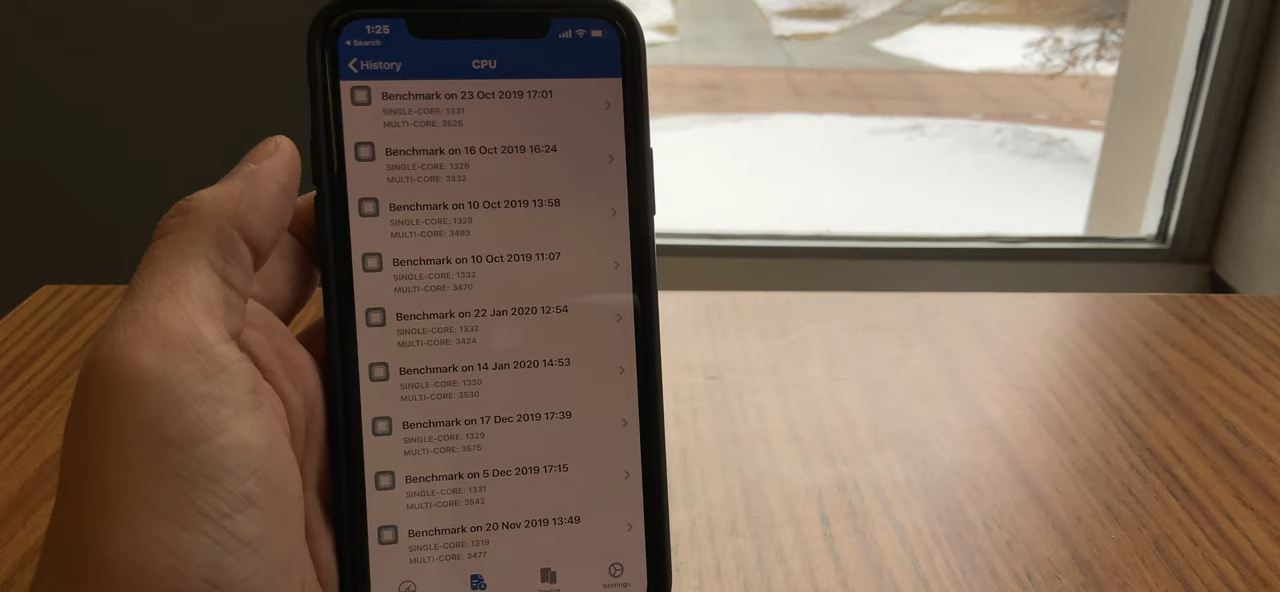 1:25
Search
History
CPU
Benchmark on 23 Oct 2019 17:01
SINGLE-CORE: 1331
MULTI-CORE: 3525
Benchmark on 16 Oct 2019 16:24
SINGLE-CORE: 1328
MULTI-CORE: 3332
Benchmark on 10 Oct 2019 13:58
SINGLE-CORE: 1328
MULTI-CORE: 3493
Benchmark on 10 Oct 2019 11:07
SINGLE-CORE: 1332
MULTI-CORE: 3470
Benchmark on 22 Jan 2020 12:54
SINGLE-CORE: 1332
MULTI-CORE: 3424
Benchmark on 14 Jan 2020 14:53
SINGLE-CORE: 1330
MULTI-CORE: 3530
Benchmark on 17 Dec 2019 17:39
SINGLE-CORE: 1329
MULTI-CORE: 3575
Benchmark on 5 Dec 2019 17:15
SINGLE-CORE: 1331
MULTI-CORE: 3542
Benchmark on 20 Nov 2019 13:49
SINGLE-CORE: 1319
MULTI-CORE: 3477
Settings